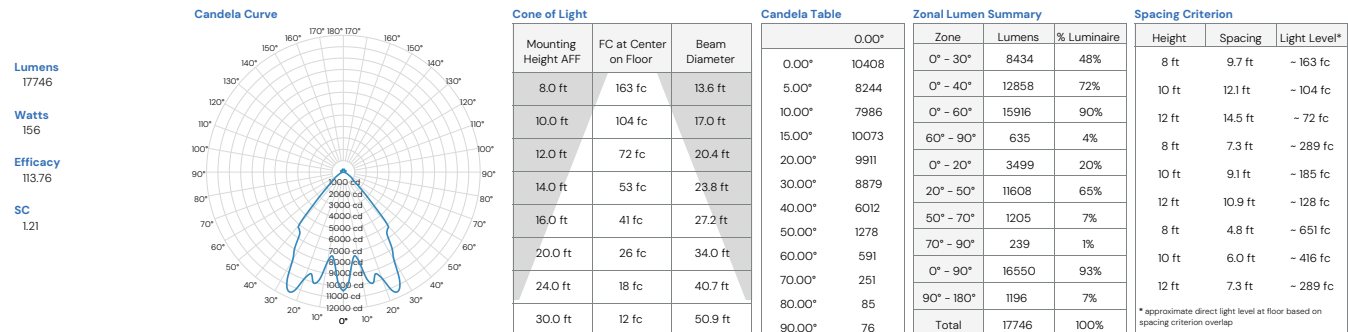 Lumens
17746
Watts
156
Efficacy
113.76
SC
1.21
Candela Curve
170° 180° 170°
160° 160°
150° 150°
140° 140°
130° 130°
120° 120°
110° 110°
100° 100°
90° 90°
80° 80°
70° 70°
60° 60°
50° 50°
40° 40°
30° 30°
20° 20°
10° 10°
0°
1000 cd
2000 cd
3000 cd
4000 cd
5000 cd
6000 cd
7000 cd
8000 cd
9000 cd
10000 cd
11000 cd
12000 cd
Cone of Light
Mounting Height AFF FC at Center on Floor Beam Diameter
8.0 ft 163 fc 13.6 ft
10.0 ft 104 fc 17.0 ft
12.0 ft 72 fc 20.4 ft
14.0 ft 53 fc 23.8 ft
16.0 ft 41 fc 27.2 ft
20.0 ft 26 fc 34.0 ft
24.0 ft 18 fc 40.7 ft
30.0 ft 12 fc 50.9 ft
Candela Table
0.00°
0.00° 10408
5.00° 8244
10.00° 7986
15.00° 10073
20.00° 9911
30.00° 8879
40.00° 6012
50.00° 1278
60.00° 591
70.00° 251
80.00° 85
90.00° 76
Zonal Lumen Summary
Zone Lumens % Luminaire
0° - 30° 8434 48%
0° - 40° 12858 72%
0° - 60° 15916 90%
60° - 90° 635 4%
0° - 20° 3499 20%
20° - 50° 11608 65%
50° - 70° 1205 7%
70° - 90° 239 1%
0° - 90° 16550 93%
90° - 180° 1196 7%
Total 17746 100%
Spacing Criterion
Height Spacing Light Level*
8 ft 9.7 ft ~ 163 fc
10 ft 12.1 ft ~ 104 fc
12 ft 14.5 ft ~ 72 fc
8 ft 7.3 ft ~ 289 fc
10 ft 9.1 ft ~ 185 fc
12 ft 10.9 ft ~ 128 fc
8 ft 4.8 ft ~ 651 fc
10 ft 6.0 ft ~ 416 fc
12 ft 7.3 ft ~ 289 fc
* approximate direct light level at floor based on
spacing criterion overlap